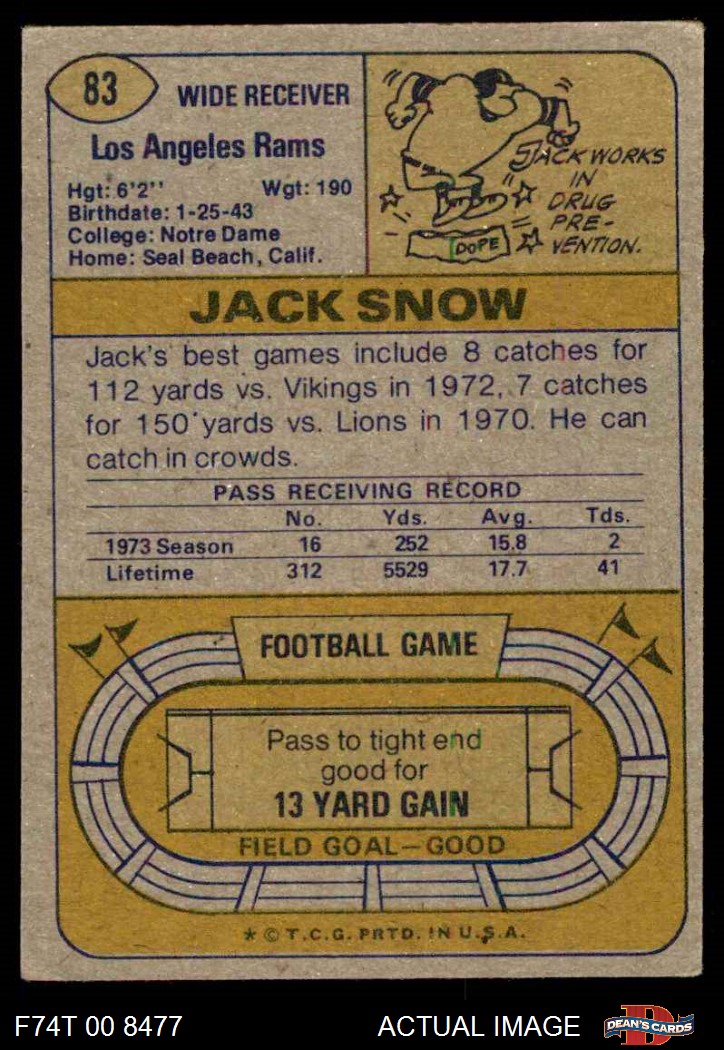 83
WIDE RECEIVER
Los Angeles Rams
Hgt: 6'2'' Wgt: 190
Birthdate: 1-25-43
College: Notre Dame
Home: Seal Beach, Calif.
JACK WORKS
IN
DRUG
PRE-
VENTION.
DOPE
JACK SNOW
Jack's best games include 8 catches for
112 yards vs. Vikings in 1972, 7 catches
for 150 yards vs. Lions in 1970. He can
catch in crowds.
PASS RECEIVING RECORD
No. Yds. Avg. Tds.
1973 Season 16 252 15.8 2
Lifetime 312 5529 17.7 41
FOOTBALL GAME
Pass to tight end
good for
13 YARD GAIN
FIELD GOAL—GOOD
* © T.C.G. PRTD. IN U.S.A.
F74T 00 8477 ACTUAL IMAGE
D
DEAN'S CARDS